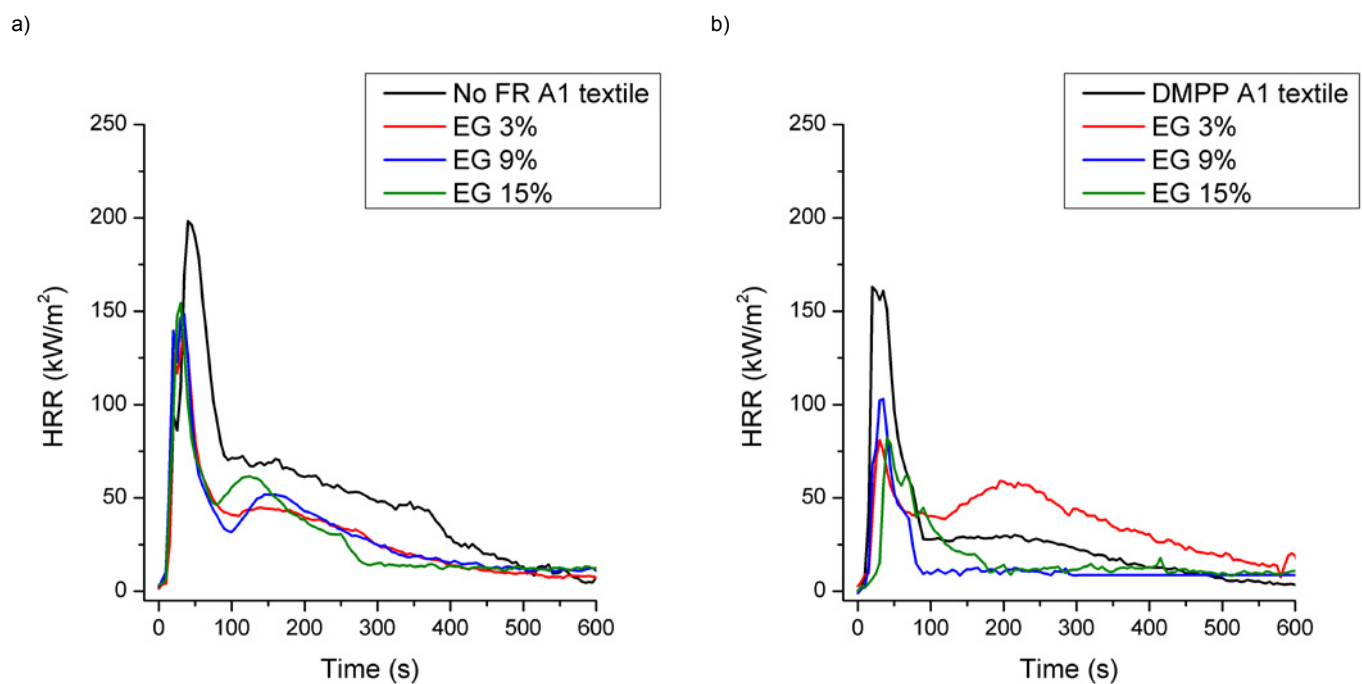 a)
No FR A1 textile
EG 3%
EG 9%
EG 15%
250
200
150
100
50
0
HRR (kW/m²)
0 100 200 300 400 500 600
Time (s)
b)
DMPP A1 textile
EG 3%
EG 9%
EG 15%
250
200
150
100
50
0
HRR (kW/m²)
0 100 200 300 400 500 600
Time (s)